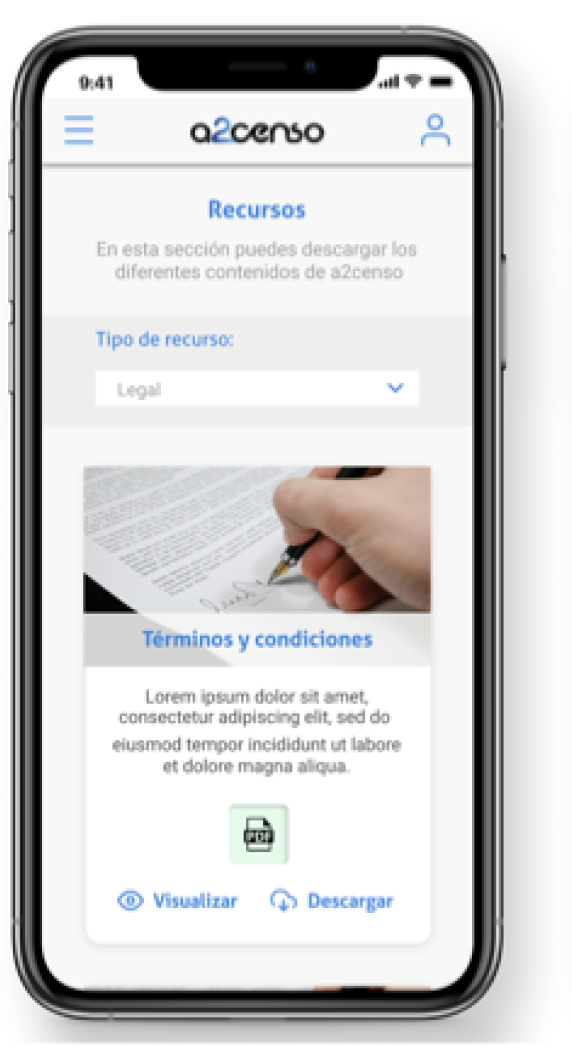 9:41
a2censo
Recursos
En esta sección puedes descargar los
diferentes contenidos de a2censo
Tipo de recurso:
Legal
Términos y condiciones
Lorem ipsum dolor sit amet,
consectetur adipiscing elit, sed do
eiusmod tempor incididunt ut labore
et dolore magna aliqua.
PDF
Visualizar
Descargar